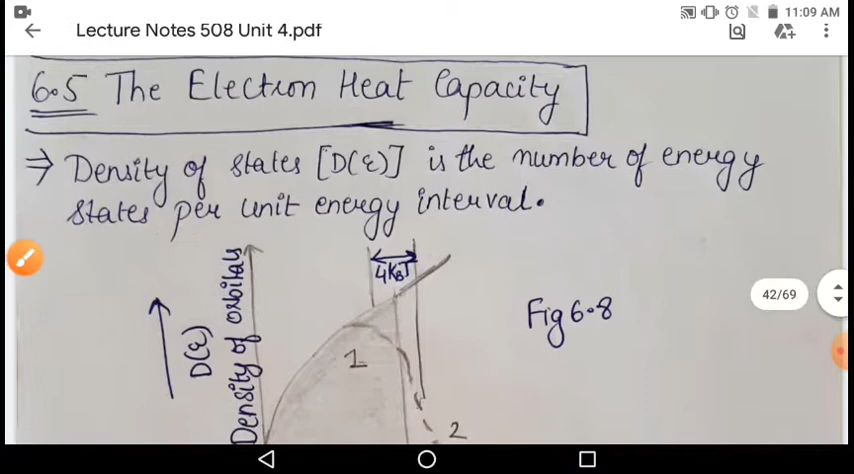 11:09 AM
Lecture Notes 508 Unit 4.pdf
6.5 The Electron Heat Capacity
⇒ Density of states [D(ε)] is the number of energy
states per unit energy interval.
4KBT
Fig 6.8
D(ε)
Density of orbitals
1
2
42/69